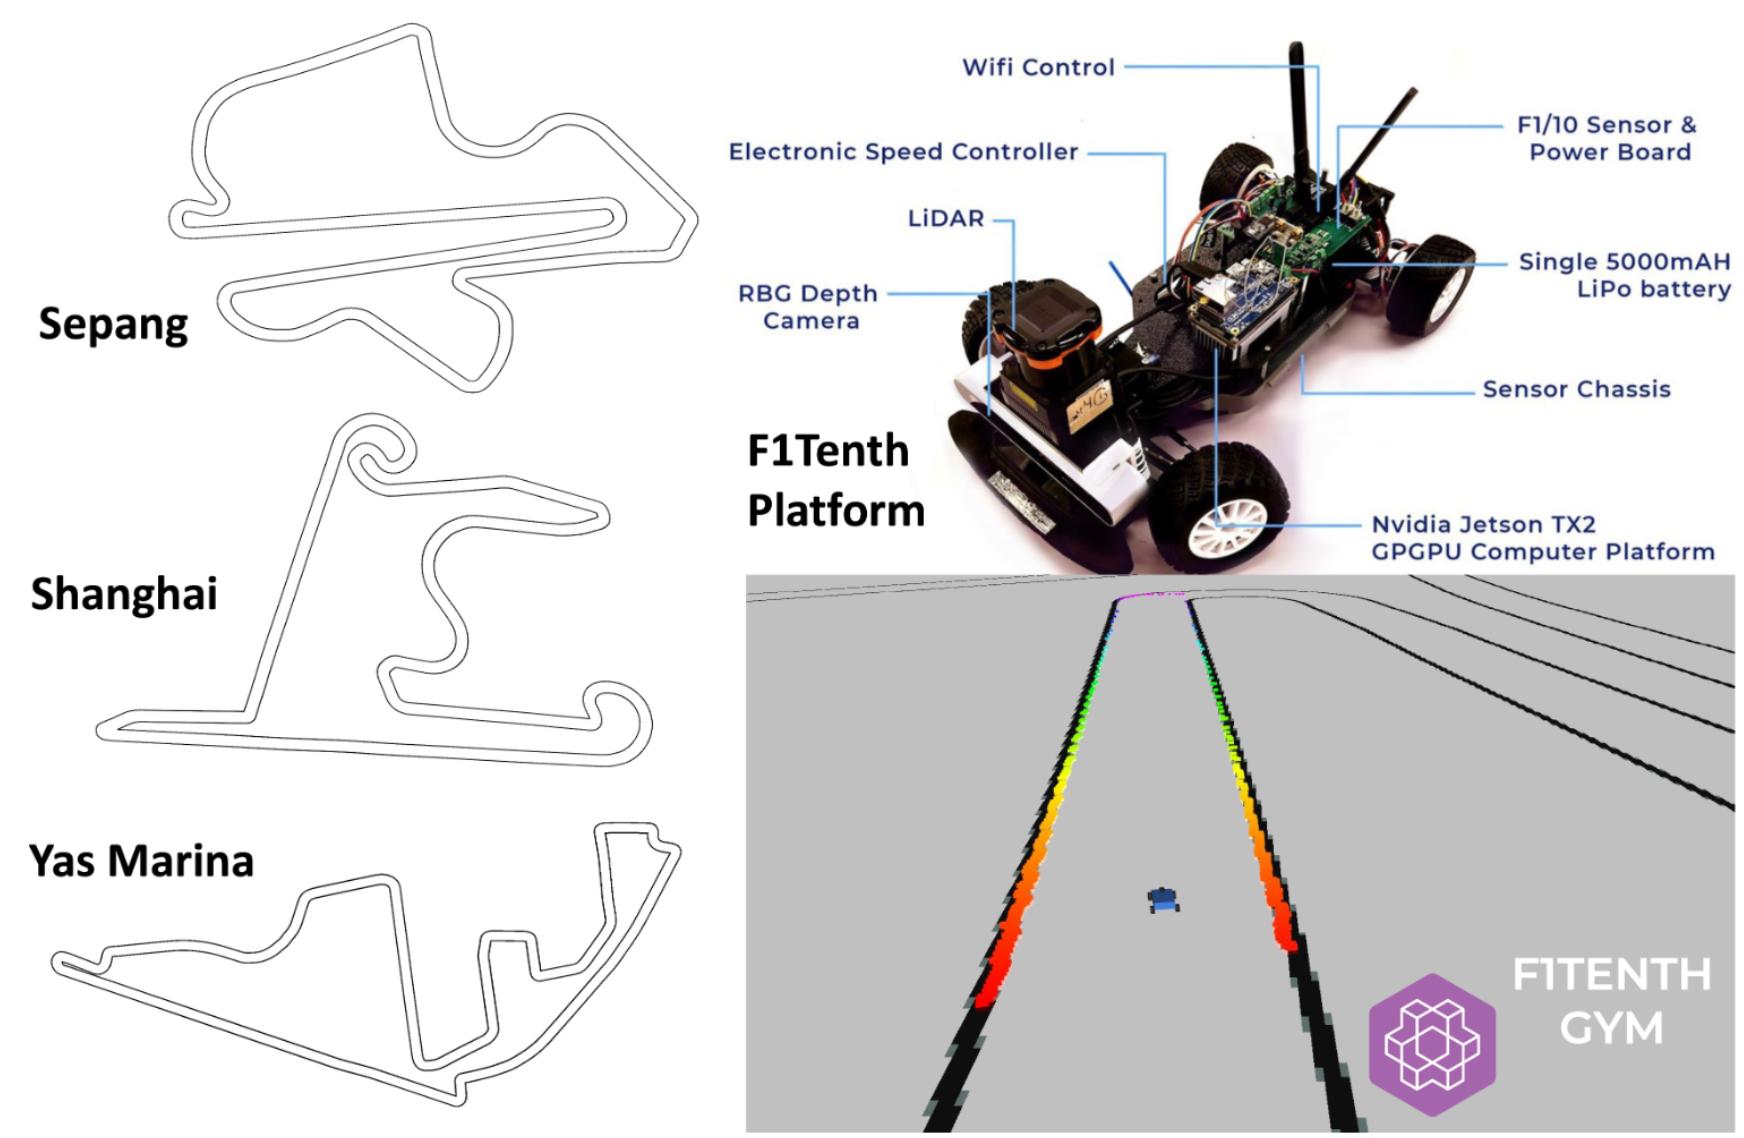 Sepang
Shanghai
Yas Marina
Wifi Control
Electronic Speed Controller
LiDAR
RBG Depth
Camera
F1/10 Sensor &
Power Board
Single 5000mAH
LiPo battery
Sensor Chassis
Nvidia Jetson TX2
GPGPU Computer Platform
F1Tenth
Platform
F1TENTH
GYM